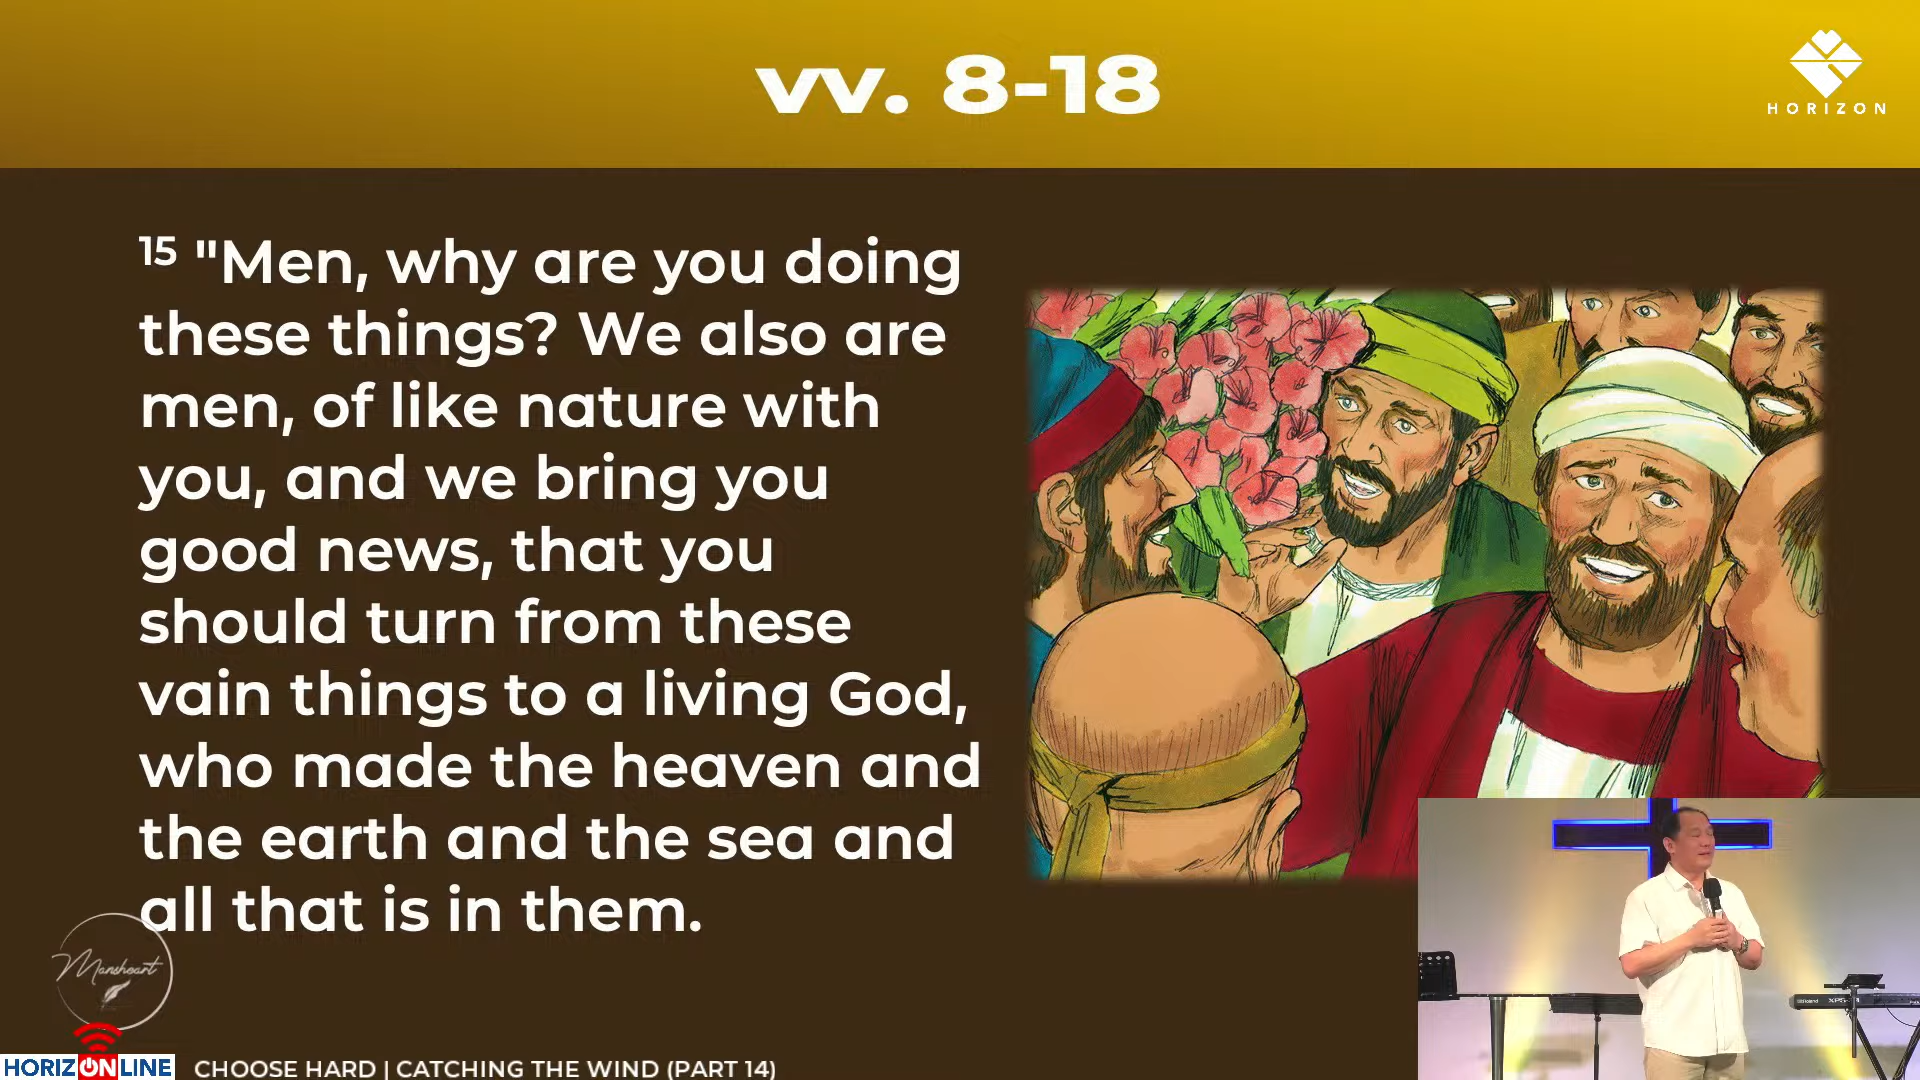 vv. 8-18
HORIZON
15 "Men, why are you doing
these things? We also are
men, of like nature with
you, and we bring you
good news, that you
should turn from these
vain things to a living God,
who made the heaven and
the earth and the sea and
all that is in them.
Mansheart
HORIZONLINE
CHOOSE HARD | CATCHING THE WIND (PART 14)
Roland